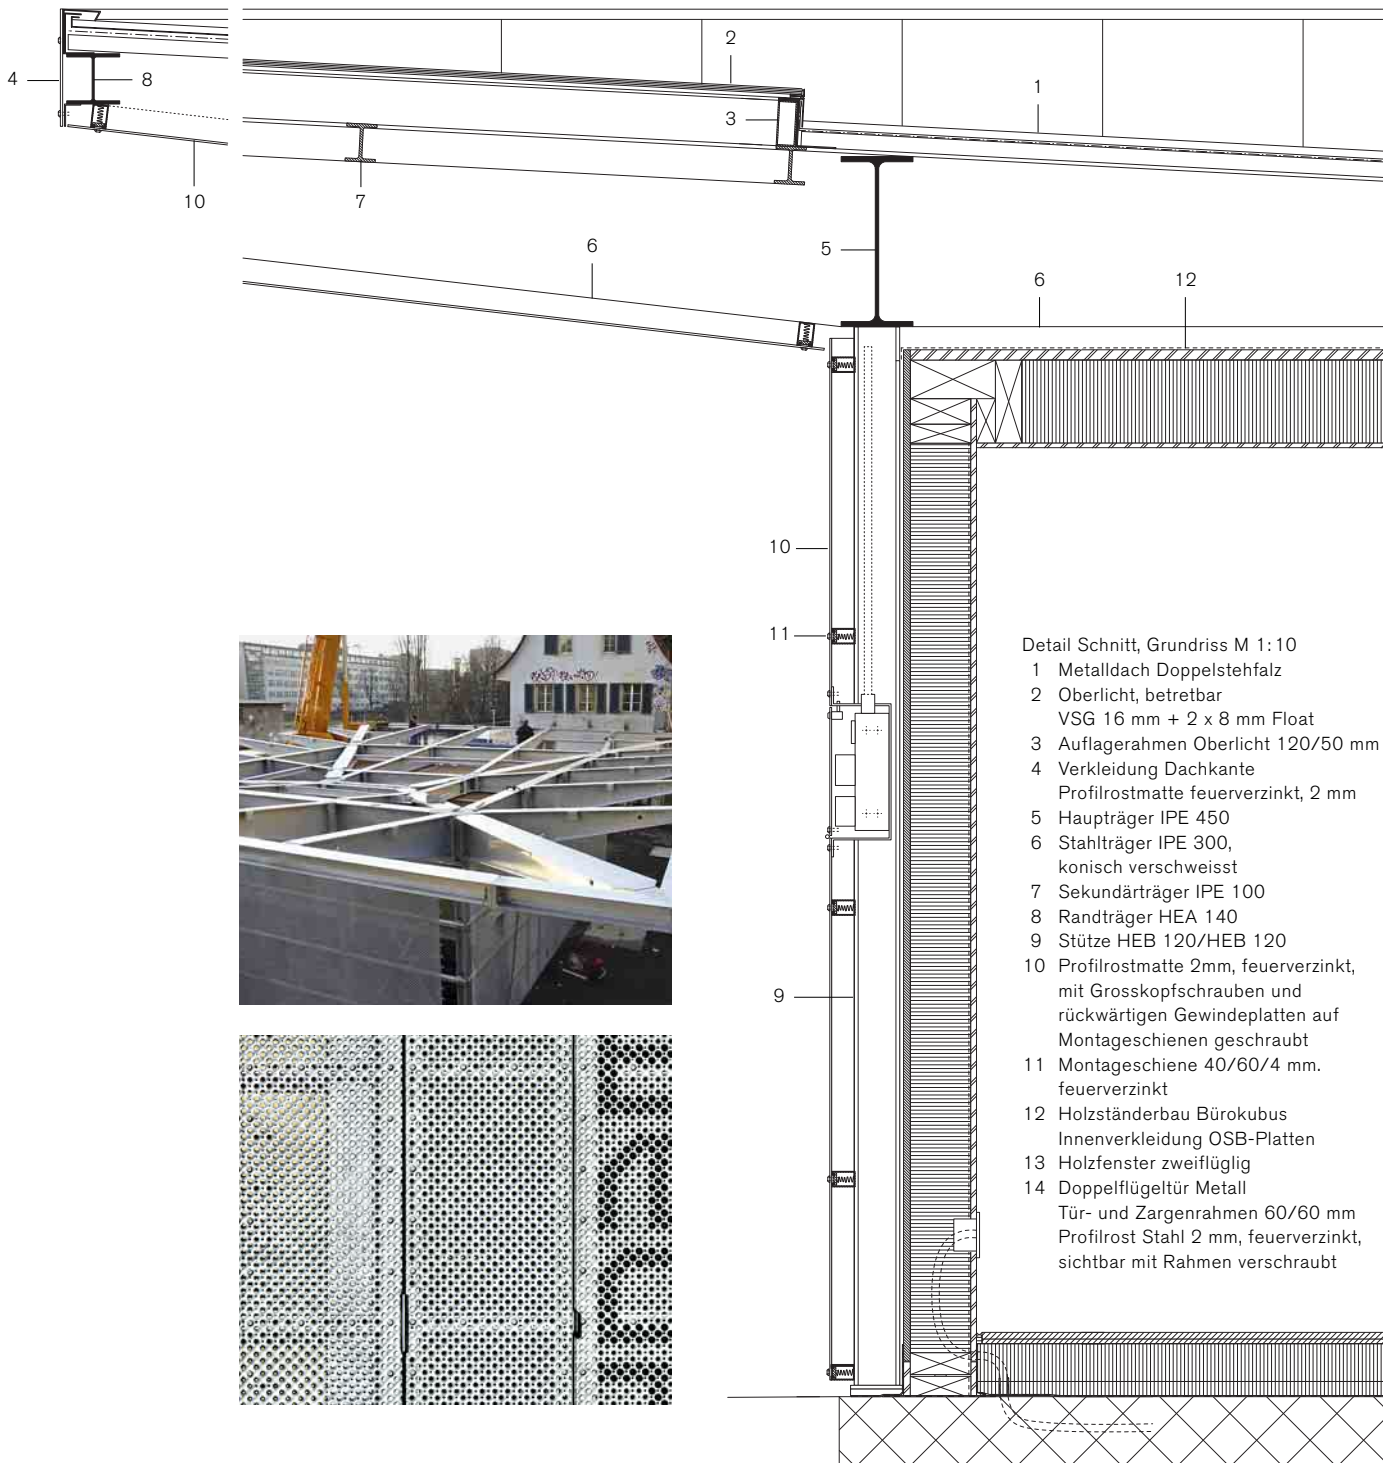 2
1
4
8
3
10
7
6
5
6
12
10
11
9
Detail Schnitt, Grundriss M 1:10
1 Metalldach Doppelstehfalz
2 Oberlicht, betretbar
VSG 16 mm + 2 x 8 mm Float
3 Auflagerahmen Oberlicht 120/50 mm
4 Verkleidung Dachkante
Profilrostmatte feuerverzinkt, 2 mm
5 Haupträger IPE 450
6 Stahlträger IPE 300,
konisch verschweisst
7 Sekundärträger IPE 100
8 Randträger HEA 140
9 Stütze HEB 120/HEB 120
10 Profilrostmatte 2mm, feuerverzinkt,
mit Grosskopfschrauben und
rückwärtigen Gewindeplatten auf
Montageschienen geschraubt
11 Montageschiene 40/60/4 mm.
feuerverzinkt
12 Holzständerbau Bürokubus
Innenverkleidung OSB-Platten
13 Holzfenster zweiflüglig
14 Doppelflügeltür Metall
Tür- und Zargenrahmen 60/60 mm
Profilrost Stahl 2 mm, feuerverzinkt,
sichtbar mit Rahmen verschraubt